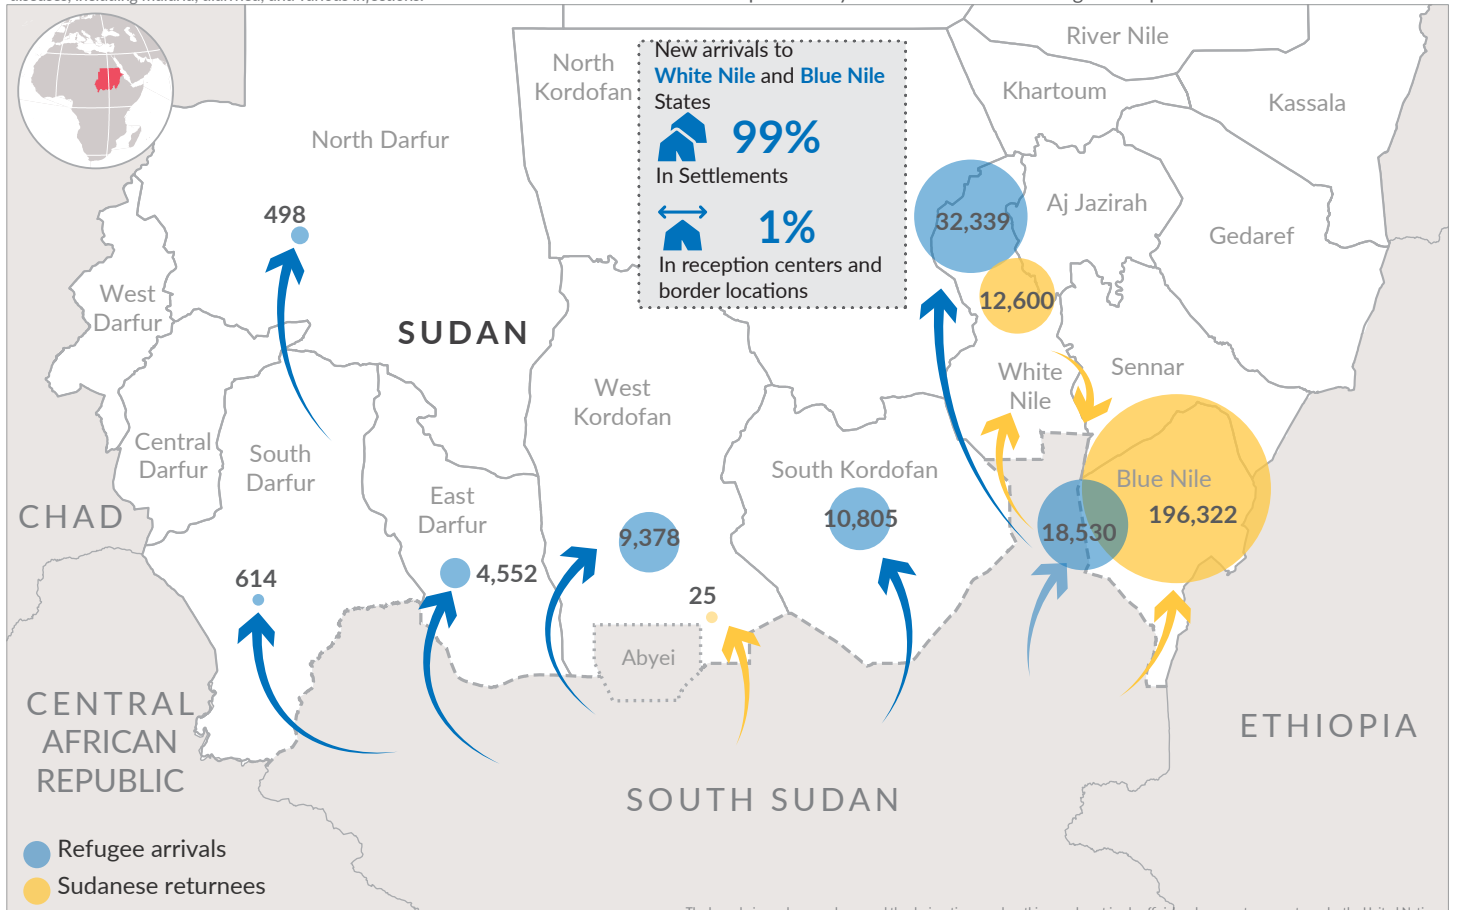 River Nile
North
Kordofan
New arrivals to
White Nile and Blue Nile
States
99%
In Settlements
1%
In reception centers and
border locations
Khartoum
Kassala
North Darfur
498
32,339
Aj Jazirah
Gedaref
12,600
West
Darfur
SUDAN
West
Kordofan
White
Nile
Sennar
Central
Darfur
South
Darfur
East
Darfur
South Kordofan
Blue Nile
196,322
18,530
CHAD
9,378
10,805
614
4,552
25
Abyei
CENTRAL
AFRICAN
REPUBLIC
ETHIOPIA
SOUTH SUDAN
Refugee arrivals
Sudanese returnees